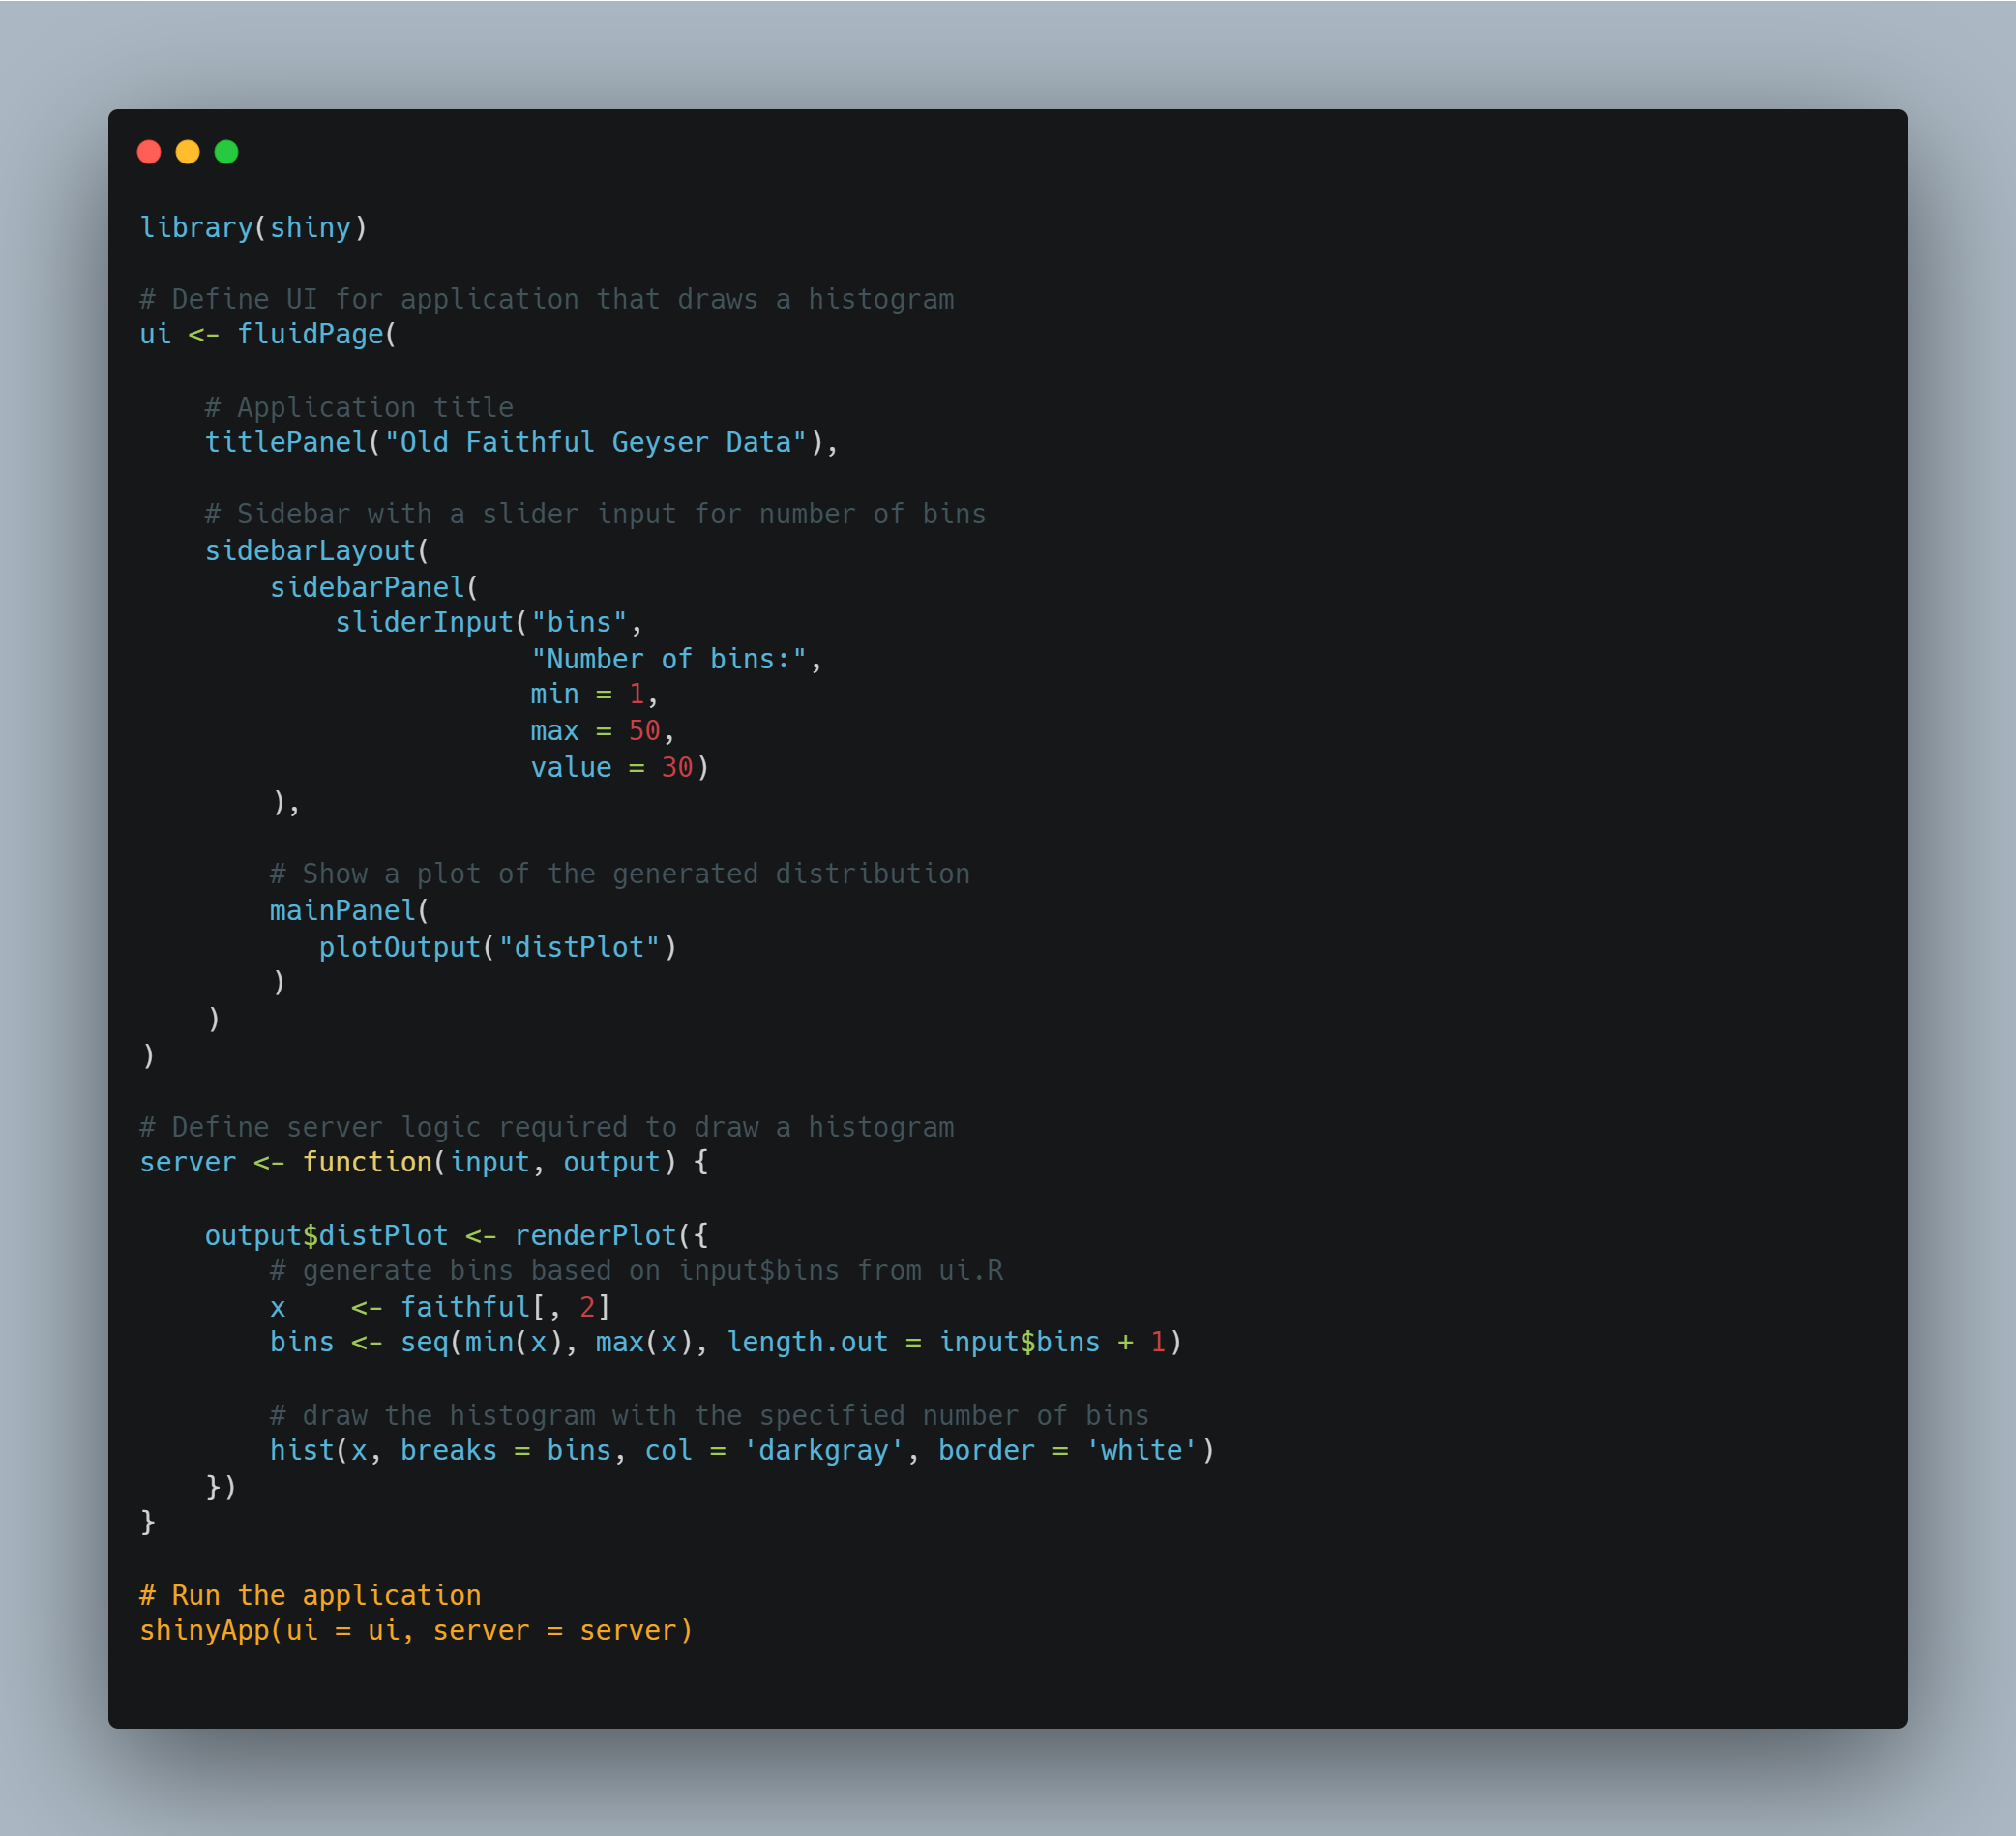 library(shiny)

# Define UI for application that draws a histogram
ui <- fluidPage(

    # Application title
    titlePanel("Old Faithful Geyser Data"),

    # Sidebar with a slider input for number of bins
    sidebarLayout(
        sidebarPanel(
            sliderInput("bins",
                        "Number of bins:",
                        min = 1,
                        max = 50,
                        value = 30)
        ),

        # Show a plot of the generated distribution
        mainPanel(
           plotOutput("distPlot")
        )
    )
)

# Define server logic required to draw a histogram
server <- function(input, output) {

    output$distPlot <- renderPlot({
        # generate bins based on input$bins from ui.R
        x    <- faithful[, 2]
        bins <- seq(min(x), max(x), length.out = input$bins + 1)

        # draw the histogram with the specified number of bins
        hist(x, breaks = bins, col = 'darkgray', border = 'white')
    })
}

# Run the application
shinyApp(ui = ui, server = server)